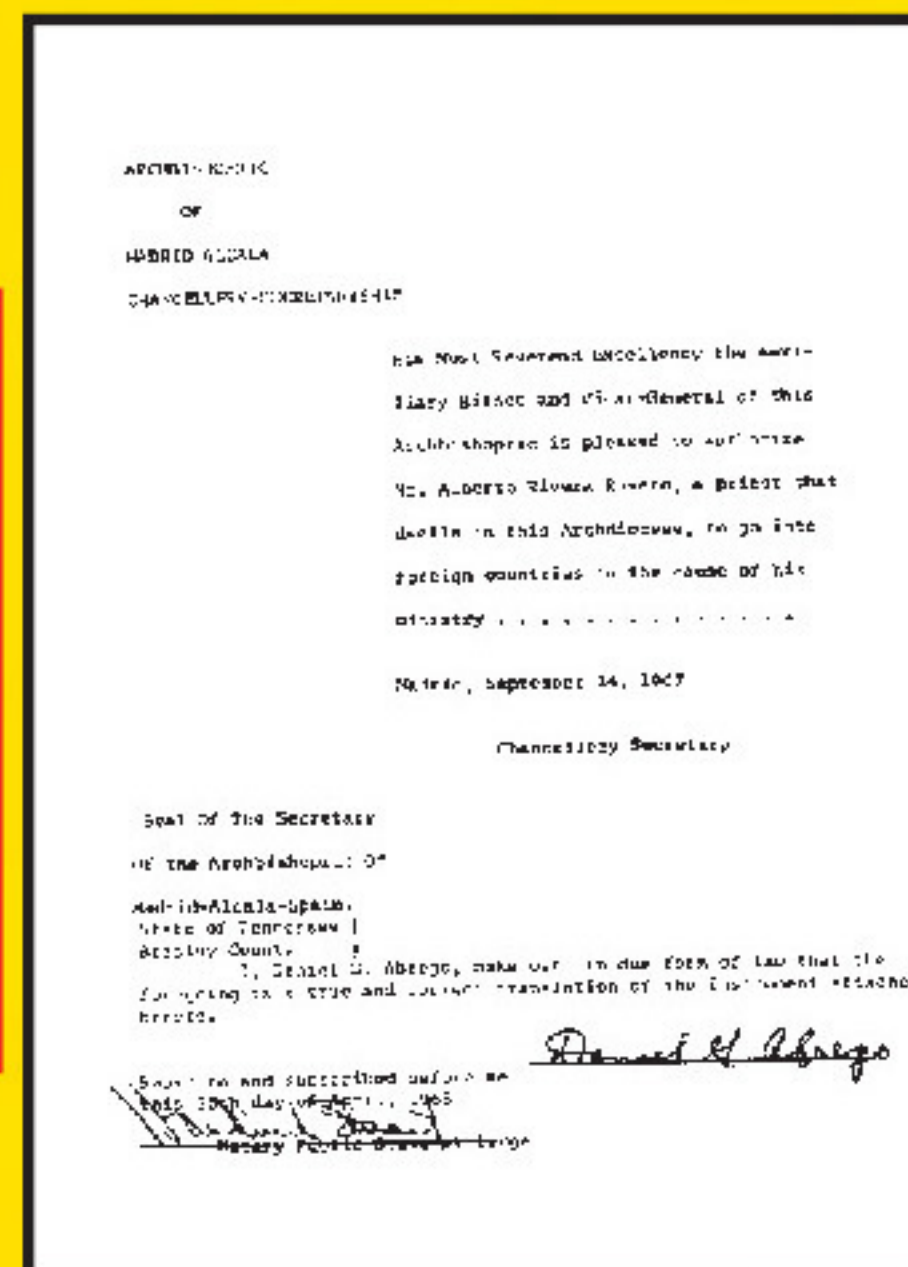 ARCHBISHOPRIC
OF
MADRID ALCALA
CHANCELLERY-
His Most Reverend Excellency the Auxi-
liary Bishop and Vicar-General of this
Archbishopric is pleased to authorize
Mr. Alberto Rivera Romero, a priest that
dwells in this Archdiocese, to go into
foreign countries in the cause of his
ministry . . . . . . . . . . . . . . . .
Madrid, September 14, 1967
Chancellery Secretary
Seal Of The Secretary
Of the Archbishopric Of
Madrid-Alcala-Spain.
State of Tennessee
Bradley County
I, Daniel G. Abrego, make oath in due form of law that the
foregoing is a true and correct translation of the instrument
hereto.
Daniel G. Abrego
Sworn to and subscribed before me
this day of April, 1968
Notary Public State at Large